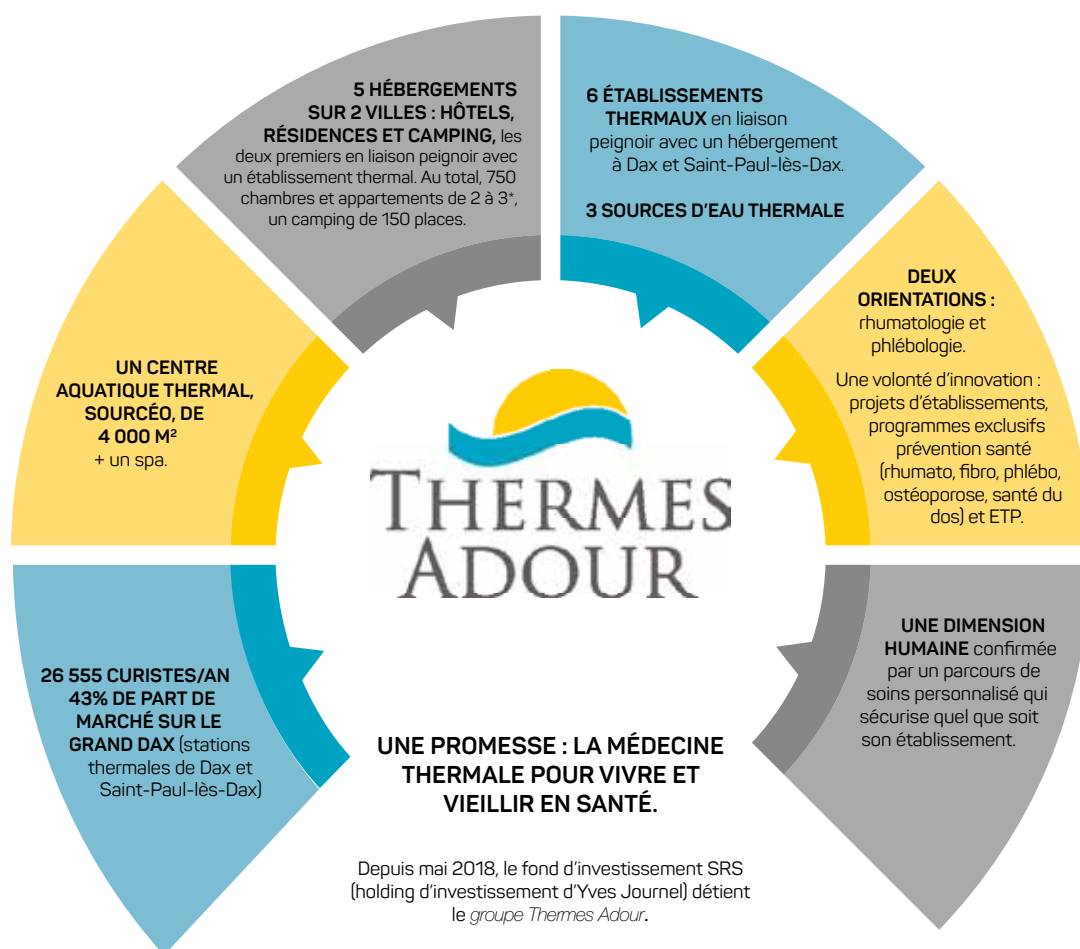 5 HÉBERGEMENTS
SUR 2 VILLES : HÔTELS,
RÉSIDENCES ET CAMPING, les
deux premiers en liaison peignoir avec
un établissement thermal. Au total, 750
chambres et appartements de 2 à 3*,
un camping de 150 places.
6 ÉTABLISSEMENTS
THERMAUX en liaison
peignoir avec un hébergement
à Dax et Saint-Paul-lès-Dax.
3 SOURCES D'EAU THERMALE
UN CENTRE
AQUATIQUE THERMAL,
SOURCÉO, DE
4 000 M²
+ un spa.
DEUX
ORIENTATIONS :
rhumatologie et
phlébologie.
Une volonté d'innovation :
projets d'établissements,
programmes exclusifs
prévention santé
(rhumato, fibro, phlébo,
ostéoporose, santé du
dos) et ETP.
THERMES
ADOUR
26 555 CURISTES/AN
43% DE PART DE
MARCHÉ SUR LE
GRAND DAX (stations
thermales de Dax et
Saint-Paul-lès-Dax)
UNE DIMENSION
HUMAINE confirmée
par un parcours de
soins personnalisé qui
sécurise quel que soit
son établissement.
UNE PROMESSE : LA MÉDECINE
THERMALE POUR VIVRE ET
VIEILLIR EN SANTÉ.
Depuis mai 2018, le fond d'investissement SRS
(holding d'investissement d'Yves Journel) détient
le groupe Thermes Adour.